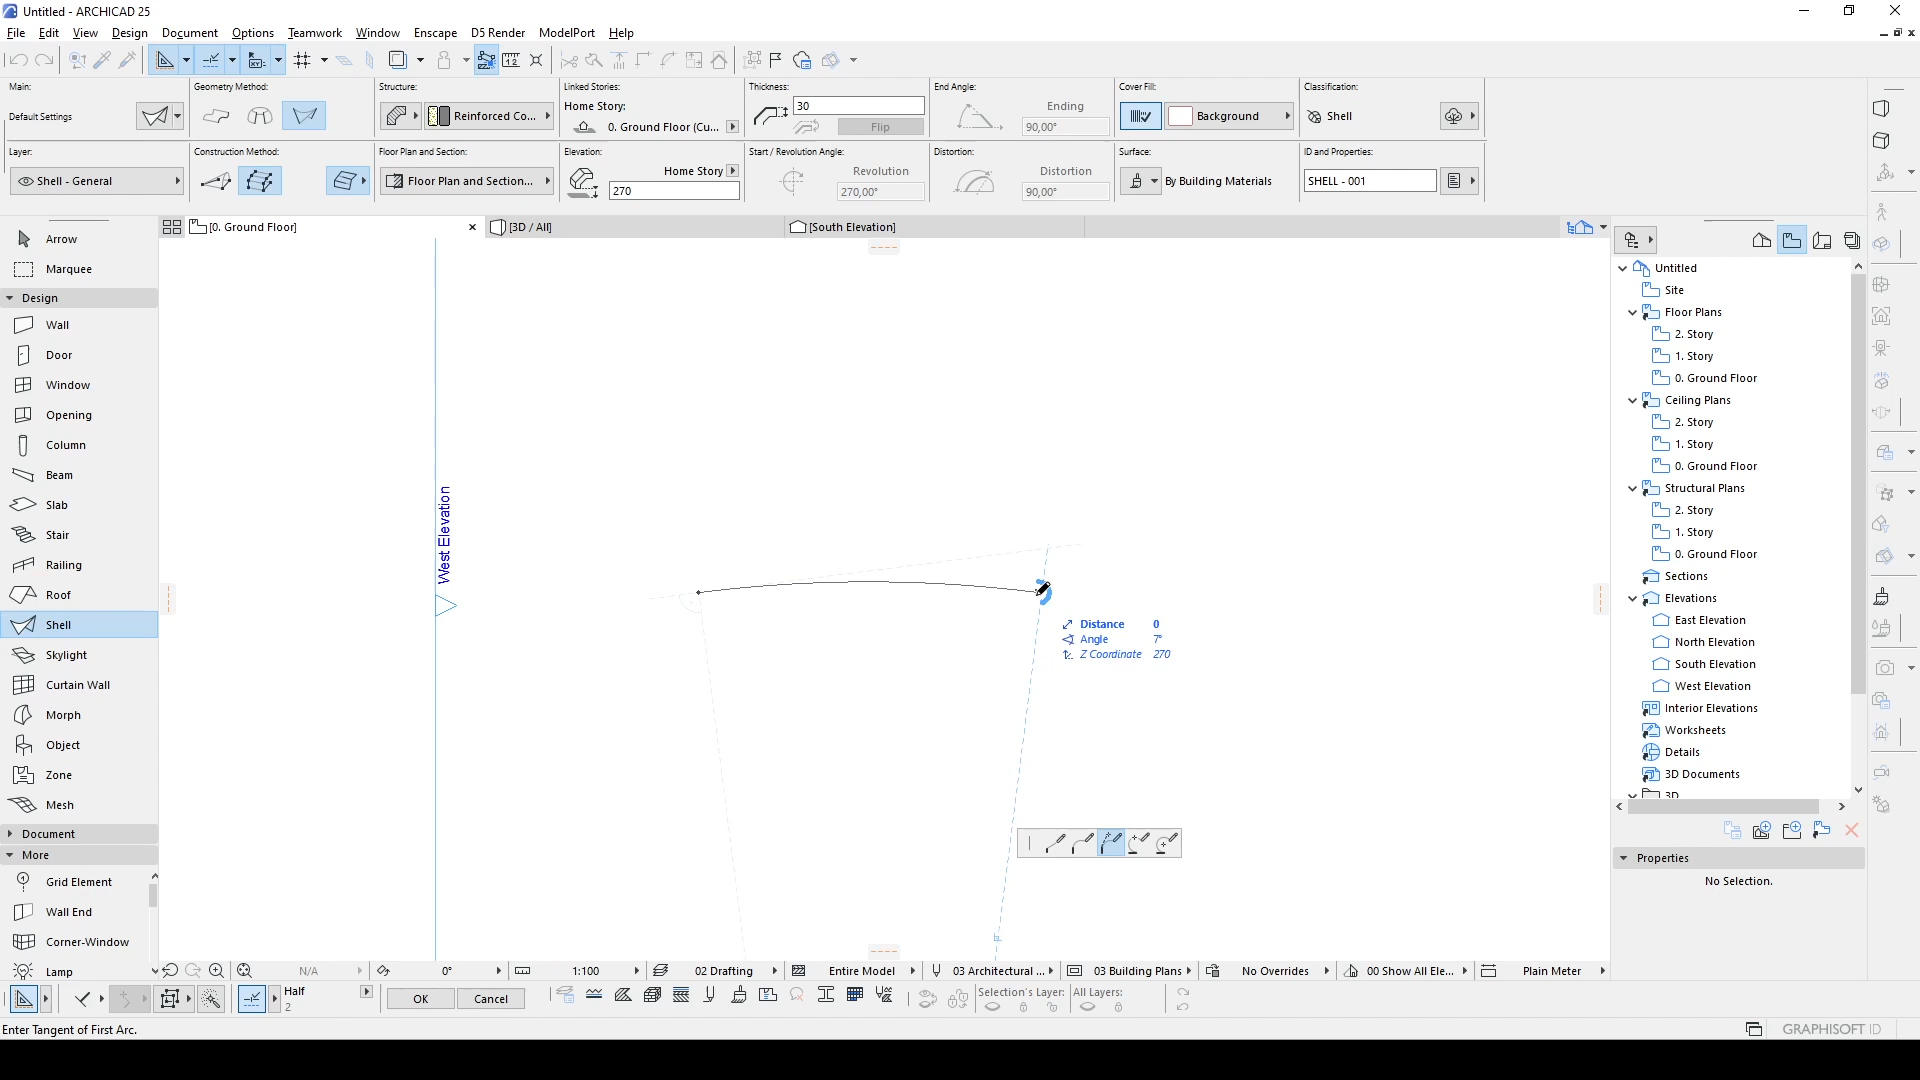 Untitled - ARCHICAD 25
File Edit View Design Document Options Teamwork Window Enscape D5 Render ModelPort Help
Main: Geometry Method: Structure: Linked Stories: Thickness: End Angle: Cover Fill: Classification:
Default Settings
Reinforced Co...
Home Story:
0. Ground Floor (Cu...
30
Flip
Ending
90,00°
Background
Shell
Layer: Construction Method: Floor Plan and Section: Elevation: Start / Revolution Angle: Distortion: Surface: ID and Properties:
Shell - General
Floor Plan and Section...
Home Story
270
Revolution
270,00°
Distortion
90,00°
By Building Materials
SHELL - 001
[0. Ground Floor]
[3D / All]
[South Elevation]
Arrow
Marquee
Design
Wall
Door
Window
Opening
Column
Beam
Slab
Stair
Railing
Roof
Shell
Skylight
Curtain Wall
Morph
Object
Zone
Mesh
Document
More
Grid Element
Wall End
Corner-Window
Lamp
West Elevation
Distance 0
Angle 7°
Z Coordinate 270
Untitled
Site
Floor Plans
2. Story
1. Story
0. Ground Floor
Ceiling Plans
2. Story
1. Story
0. Ground Floor
Structural Plans
2. Story
1. Story
0. Ground Floor
Sections
Elevations
East Elevation
North Elevation
South Elevation
West Elevation
Interior Elevations
Worksheets
Details
3D Documents
3D
Properties
No Selection.
N/A 0° 1:100 02 Drafting Entire Model 03 Architectural ... 03 Building Plans No Overrides 00 Show All Ele... Plain Meter
Half
2
OK
Cancel
Selection's Layer:
All Layers:
Enter Tangent of First Arc.
GRAPHISOFT ID